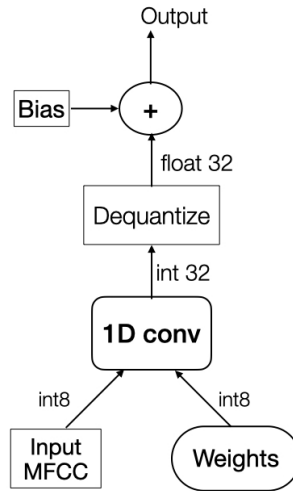 Output
Bias
+
float 32
Dequantize
int 32
1D conv
int8
int8
Input
MFCC
Weights